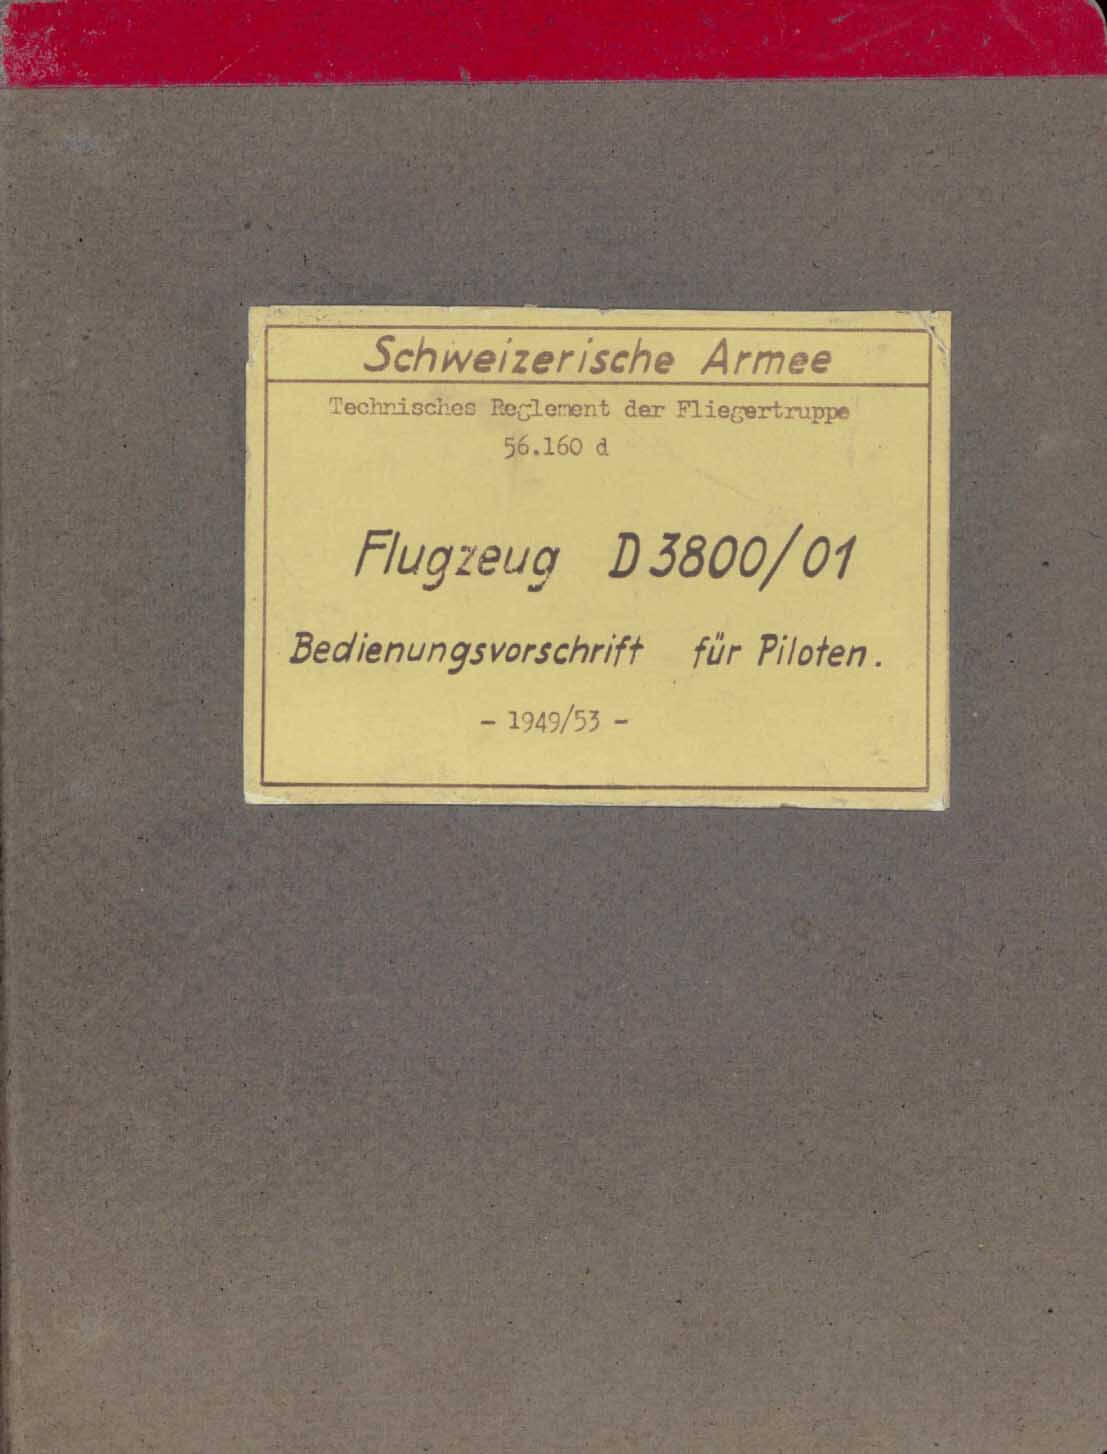 Schweizerische Armee
Technisches Reglement der Fliegertruppe
56.160 d
Flugzeug D3800/01
Bedienungsvorschrift für Piloten.
- 1949/53 -